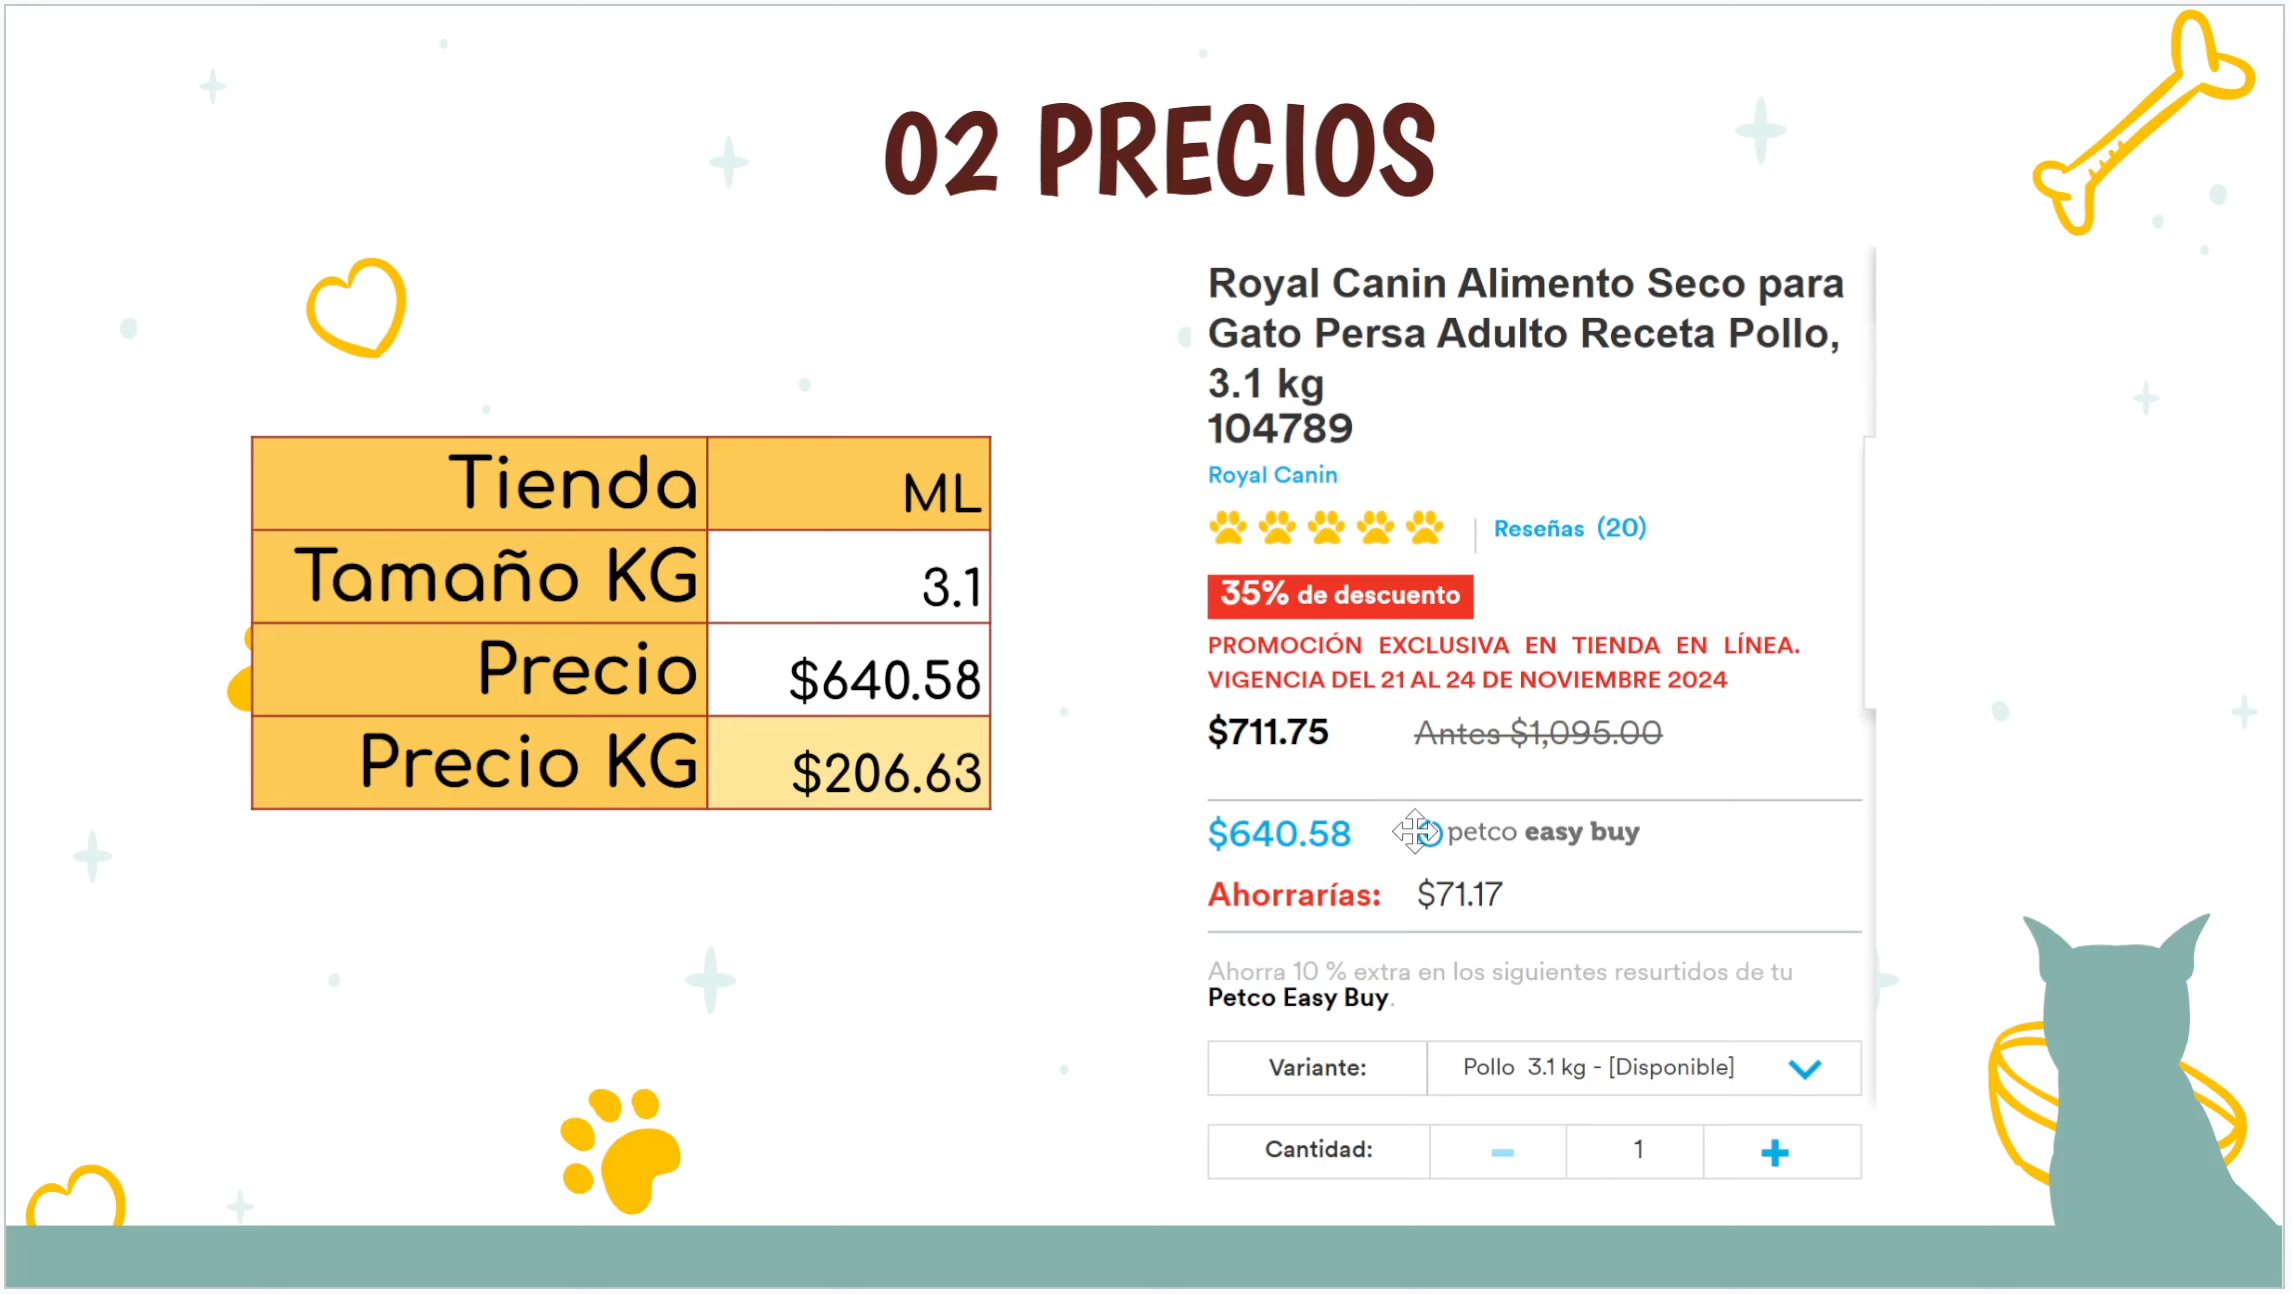 02 PRECIOS
Tienda ML
Tamaño KG 3.1
Precio $640.58
Precio KG $206.63
Royal Canin Alimento Seco para
Gato Persa Adulto Receta Pollo,
3.1 kg
104789
Royal Canin
Reseñas (20)
35% de descuento
PROMOCIÓN EXCLUSIVA EN TIENDA EN LÍNEA.
VIGENCIA DEL 21 AL 24 DE NOVIEMBRE 2024
$711.75 Antes $1,095.00
$640.58 petco easy buy
Ahorrarías: $71.17
Ahorra 10 % extra en los siguientes resurtidos de tu
Petco Easy Buy.
Variante: Pollo 3.1 kg - [Disponible]
Cantidad: - 1 +